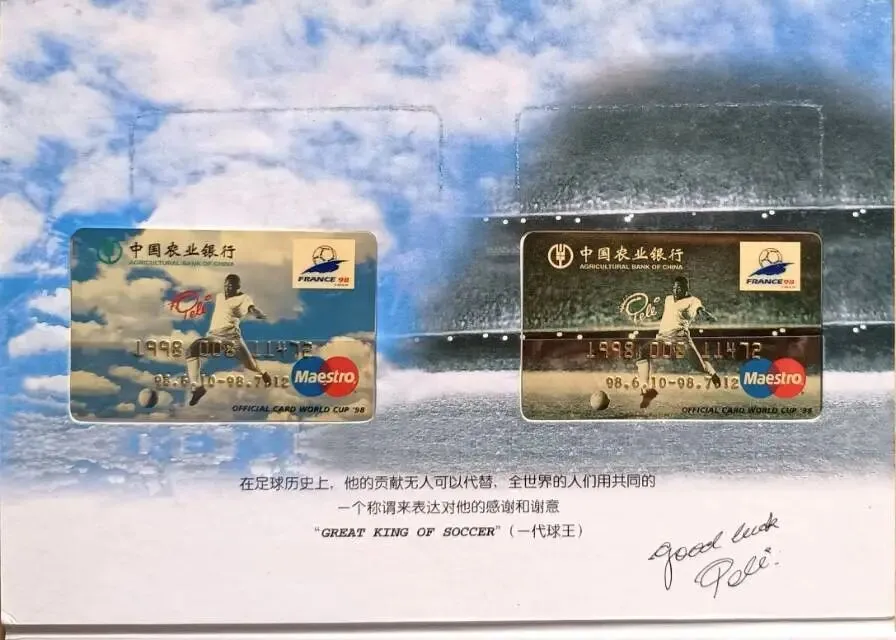 中国农业银行
AGRICULTURAL BANK OF CHINA
FRANCE 98
Pelé
1998 008 11472
98.6.10-98.7.12
Maestro
OFFICIAL CARD WORLD CUP '98
中国农业银行
AGRICULTURAL BANK OF CHINA
FRANCE 98
Pelé
1998 008 11472
98.6.10-98.7.12
Maestro
OFFICIAL CARD WORLD CUP '98
在足球历史上，他的贡献无人可以代替，全世界的人们用共同的
一个称谓来表达对他的感谢和谢意
“GREAT KING OF SOCCER”（一代球王）
good luck
Pelé.